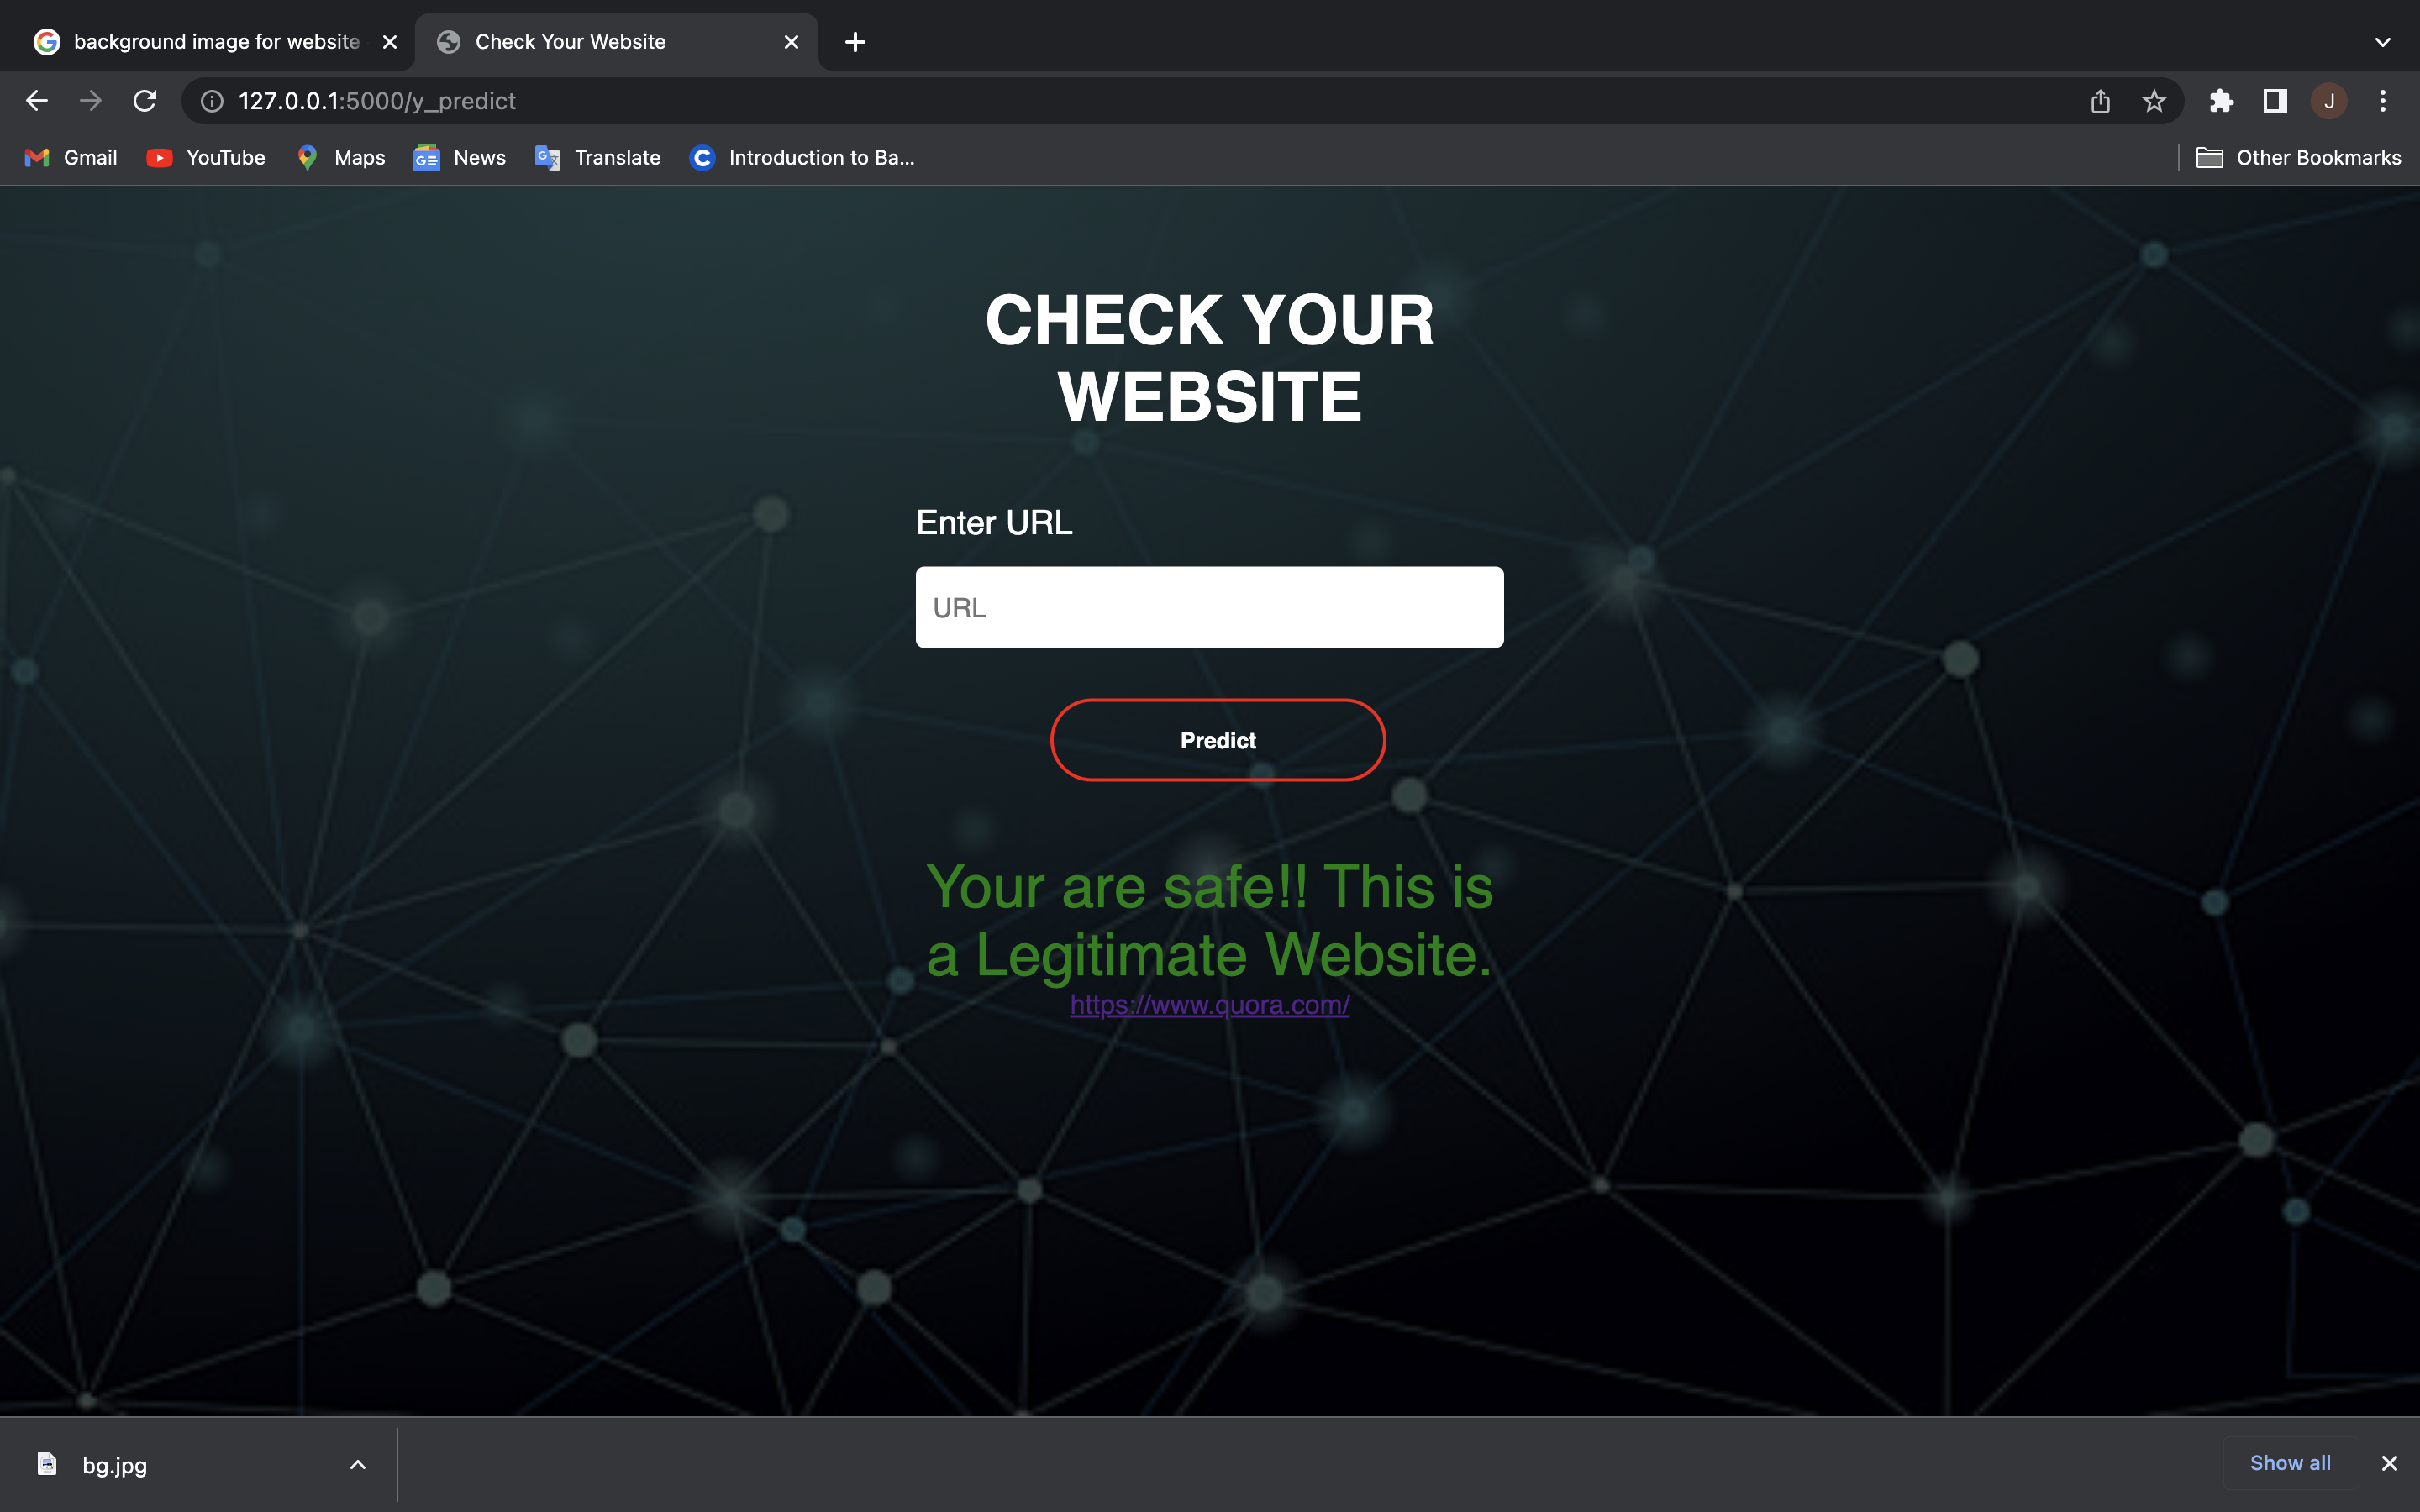 background image for website
Check Your Website
127.0.0.1:5000/y_predict
J
Gmail
YouTube
Maps
News
Translate
Introduction to Ba...
Other Bookmarks
CHECK YOUR
WEBSITE
Enter URL
URL
Predict
Your are safe!! This is
a Legitimate Website.
https://www.quora.com/
bg.jpg
Show all